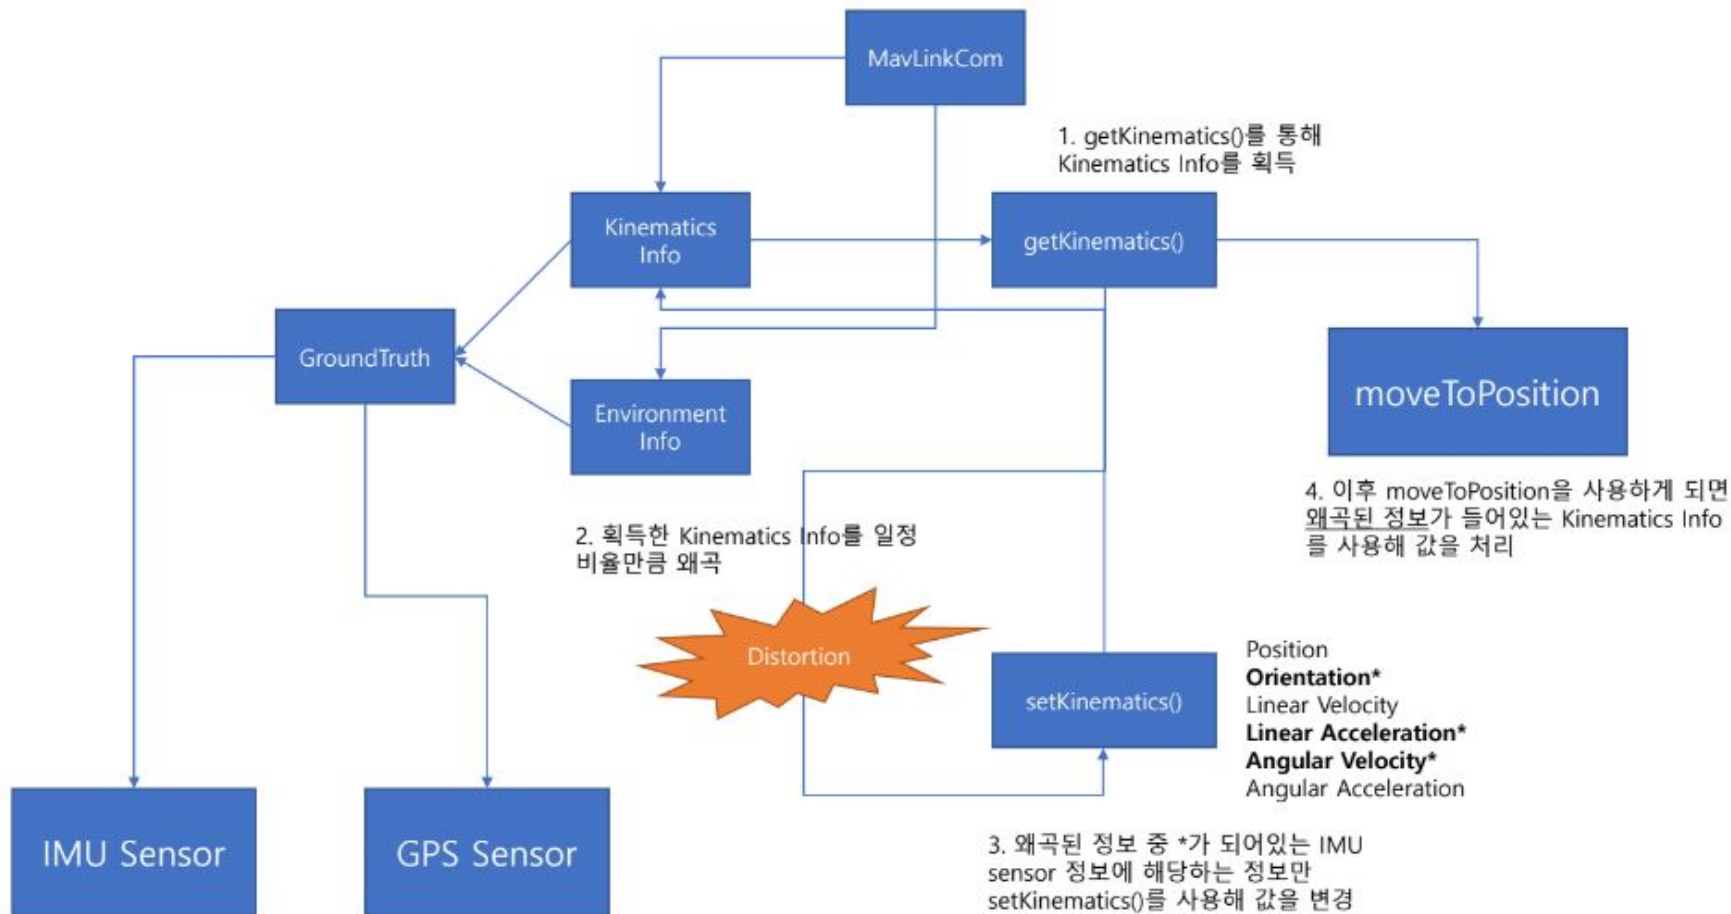 MavLinkCom
1. getKinematics()를 통해
Kinematics Info를 획득
Kinematics
Info
getKinematics()
GroundTruth
moveToPosition
Environment
Info
4. 이후 moveToPosition을 사용하게 되면
왜곡된 정보가 들어있는 Kinematics Info
를 사용해 값을 처리
2. 획득한 Kinematics Info를 일정
비율만큼 왜곡
Distortion
setKinematics()
Position
Orientation*
Linear Velocity
Linear Acceleration*
Angular Velocity*
Angular Acceleration
IMU Sensor
GPS Sensor
3. 왜곡된 정보 중 *가 되어있는 IMU
sensor 정보에 해당하는 정보만
setKinematics()를 사용해 값을 변경